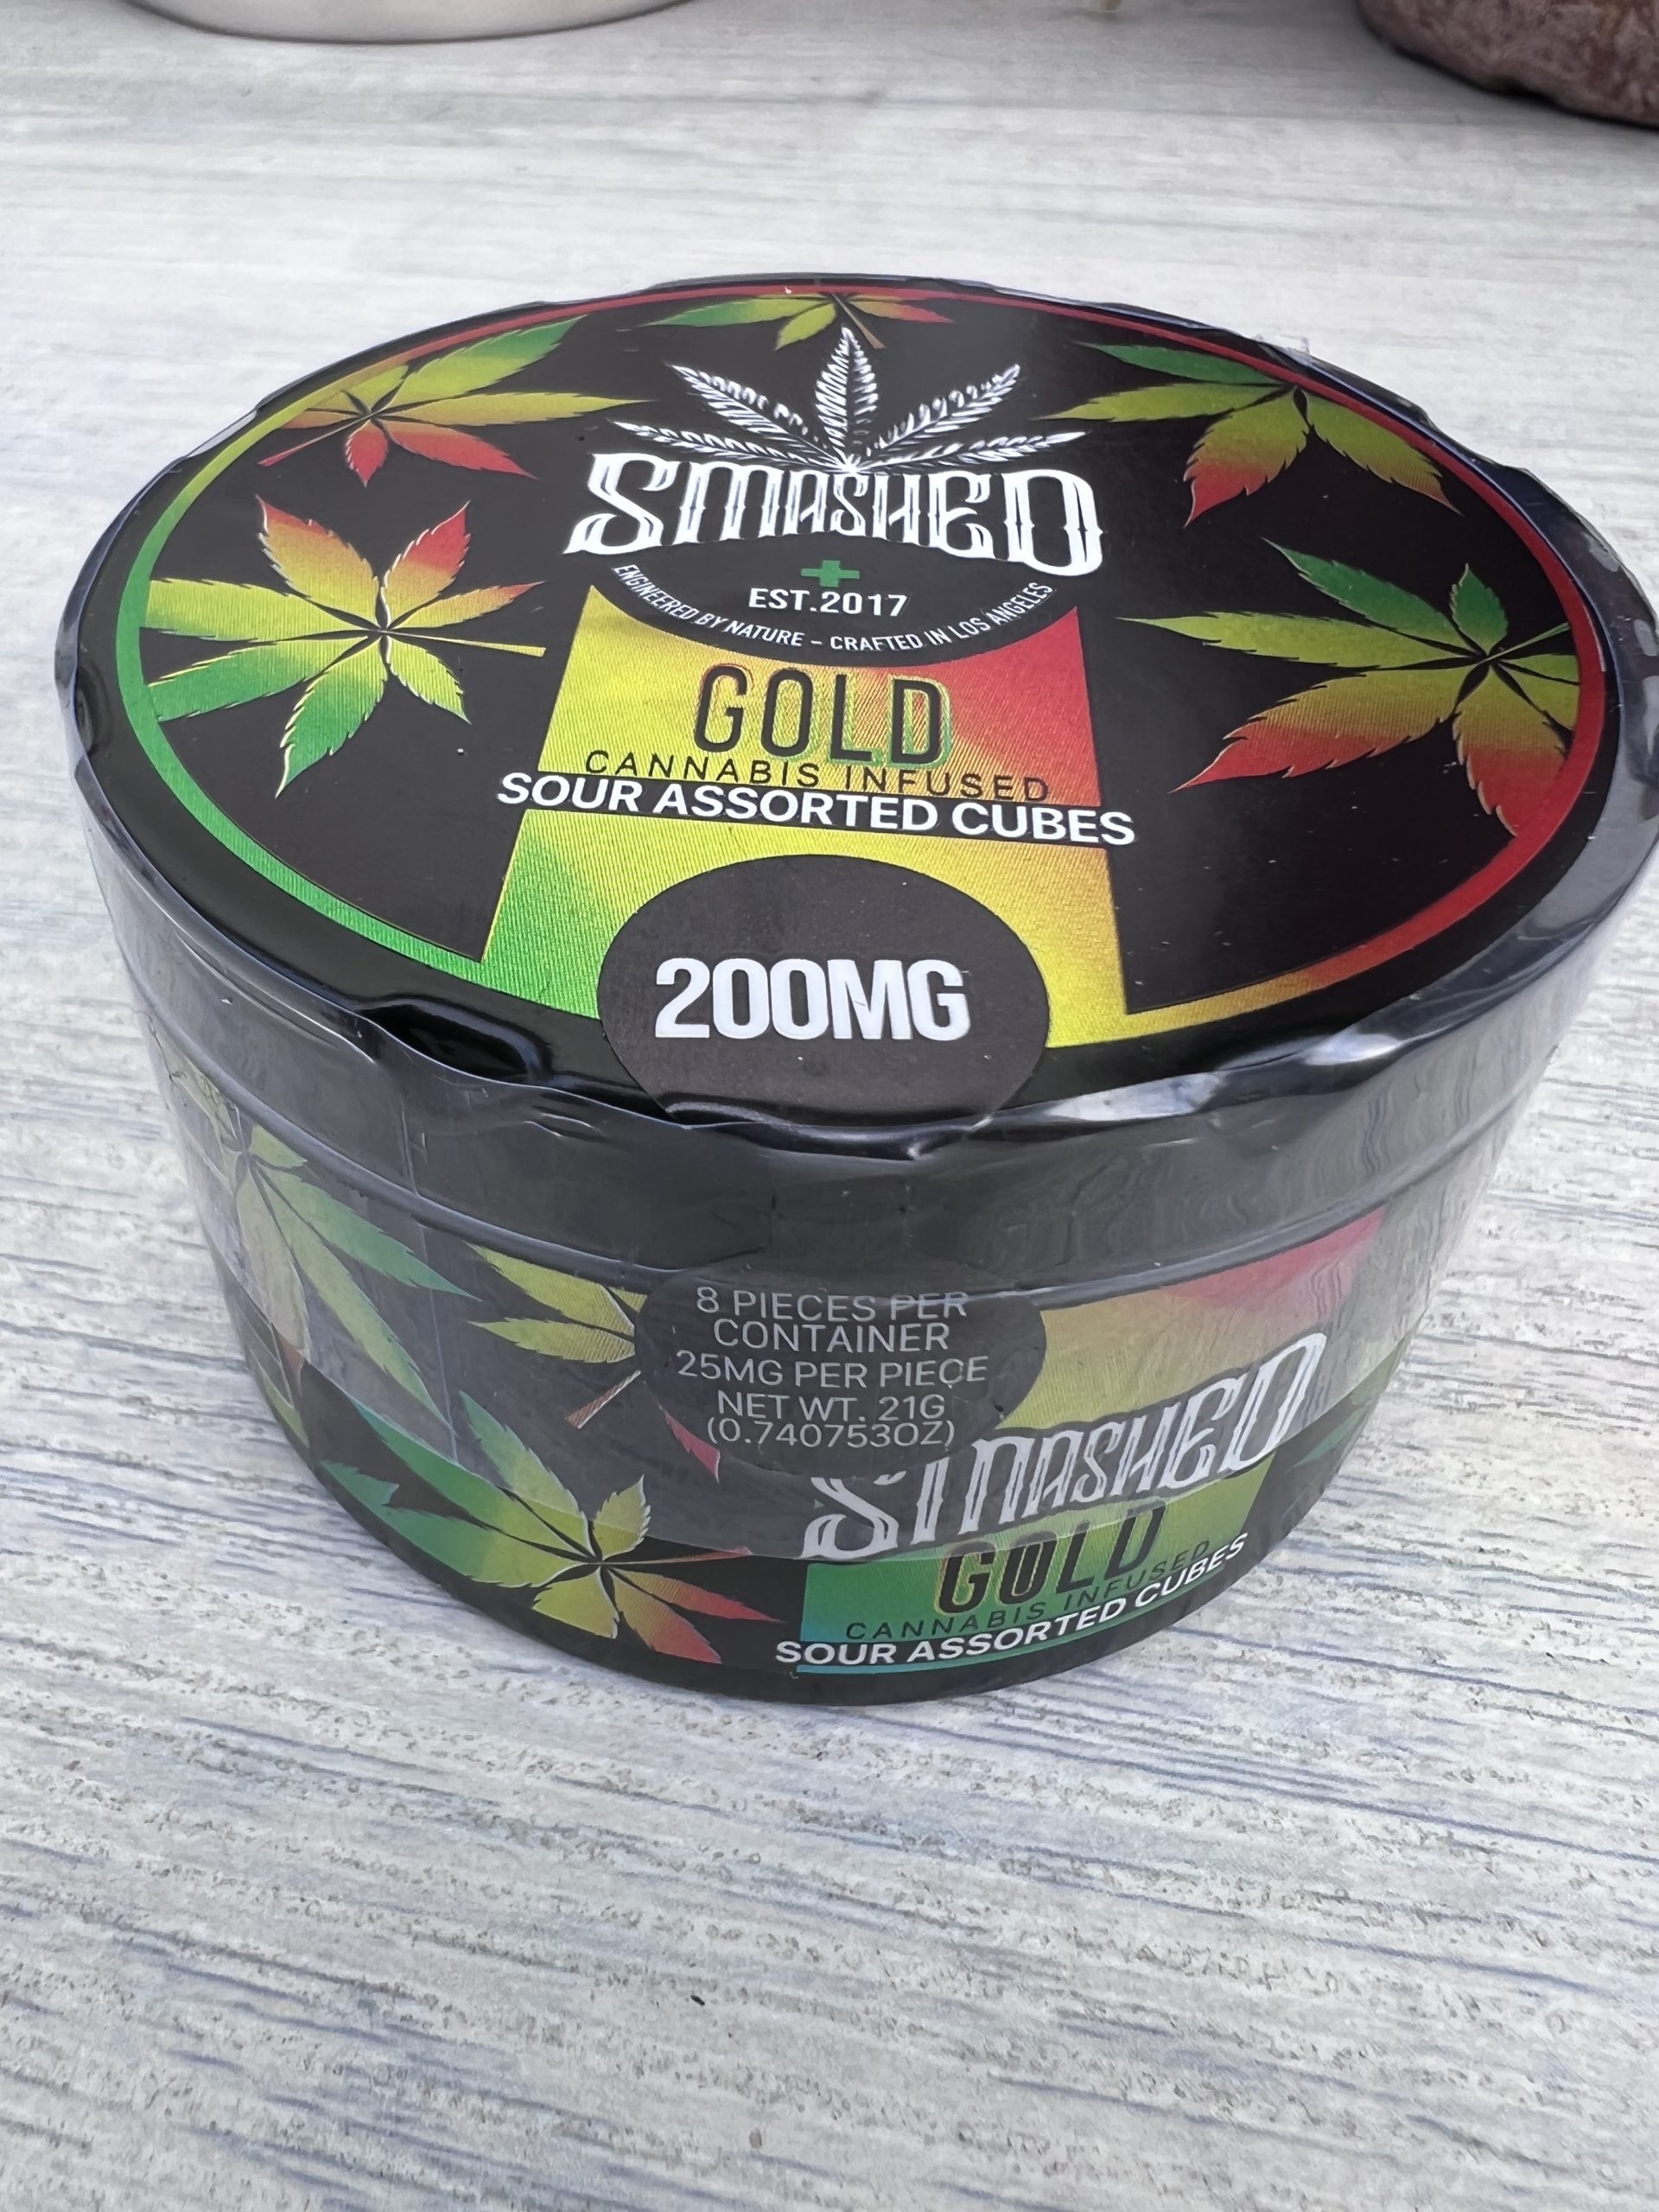 SMASHED
EST.2017
ENGINEERED BY NATURE - CRAFTED IN LOS ANGELES
GOLD
CANNABIS INFUSED
SOUR ASSORTED CUBES
200MG
8 PIECES PER
CONTAINER
25MG PER PIECE
NET WT. 21G
(0.740753OZ)
SMASHED
GOLD
CANNABIS INFUSED
SOUR ASSORTED CUBES